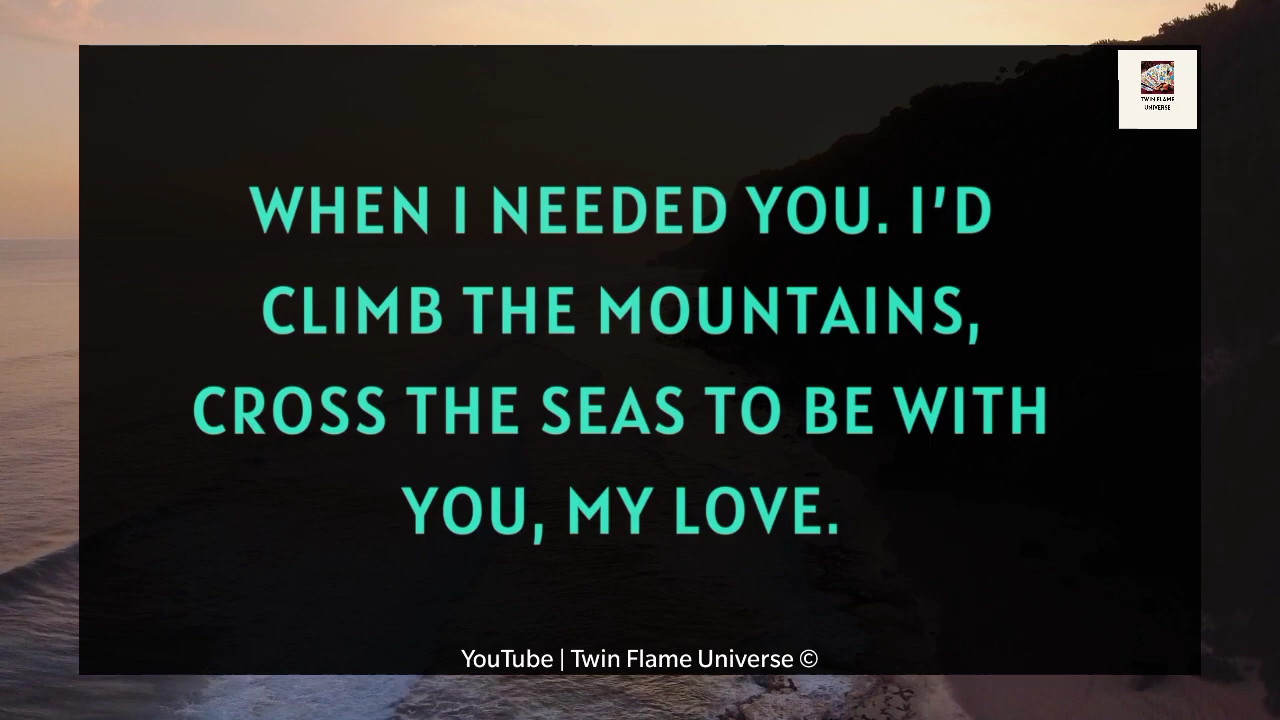 TWIN FLAME
UNIVERSE
WHEN I NEEDED YOU. I'D
CLIMB THE MOUNTAINS,
CROSS THE SEAS TO BE WITH
YOU, MY LOVE.
YouTube | Twin Flame Universe ©